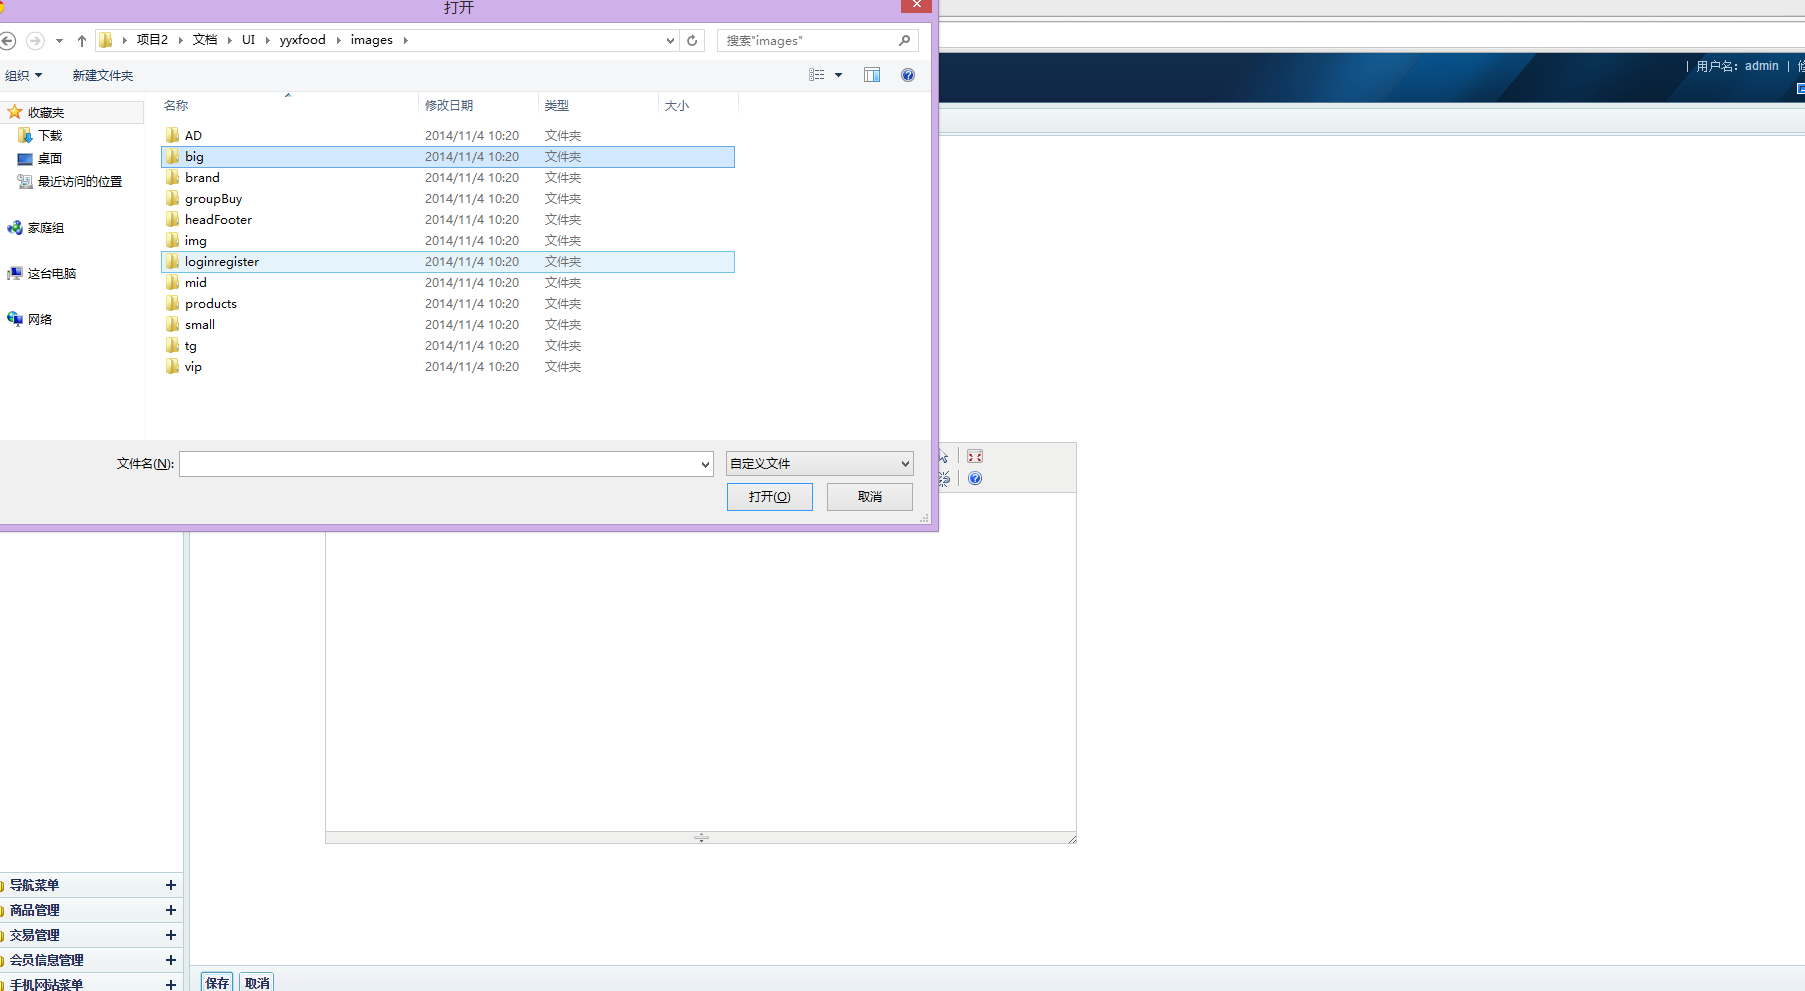 打开
项目2 文档 UI yyxfood images
搜索"images"
组织 新建文件夹
名称 修改日期 类型 大小
收藏夹
下载
桌面
最近访问的位置
家庭组
这台电脑
网络
AD 2014/11/4 10:20 文件夹
big 2014/11/4 10:20 文件夹
brand 2014/11/4 10:20 文件夹
groupBuy 2014/11/4 10:20 文件夹
headFooter 2014/11/4 10:20 文件夹
img 2014/11/4 10:20 文件夹
loginregister 2014/11/4 10:20 文件夹
mid 2014/11/4 10:20 文件夹
products 2014/11/4 10:20 文件夹
small 2014/11/4 10:20 文件夹
tg 2014/11/4 10:20 文件夹
vip 2014/11/4 10:20 文件夹
文件名(N): 自定义文件
打开(O) 取消
| 用户名：admin |
导航菜单
商品管理
交易管理
会员信息管理
手机网站菜单
保存 取消